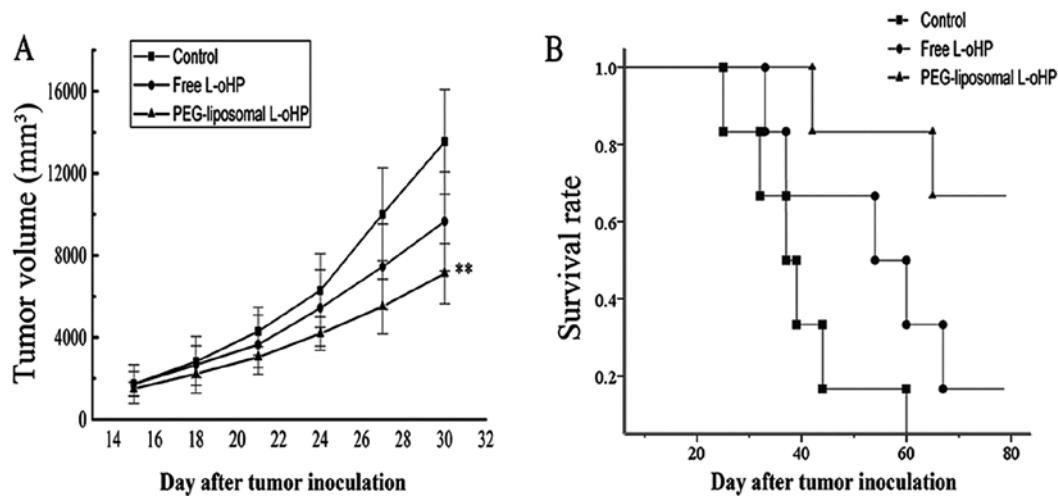 A
Control
Free L-oHP
PEG-liposomal L-oHP
Tumor volume (mm³)
16000
12000
8000
4000
0
**
14 16 18 20 22 24 26 28 30 32
Day after tumor inoculation
B
Control
Free L-oHP
PEG-liposomal L-oHP
Survival rate
1.0
0.8
0.6
0.4
0.2
20 40 60 80
Day after tumor inoculation